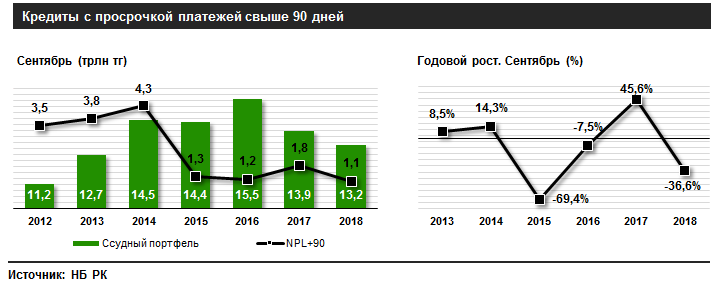 Кредиты с просрочкой платежей свыше 90 дней
Сентябрь (трлн тг)
3,5 3,8 4,3 1,3 1,2 1,8 1,1
11,2 12,7 14,5 14,4 15,5 13,9 13,2
2012 2013 2014 2015 2016 2017 2018
Ссудный портфель NPL+90
Годовой рост. Сентябрь (%)
8,5% 14,3% -69,4% -7,5% 45,6% -36,6%
2013 2014 2015 2016 2017 2018
Источник: НБ РК